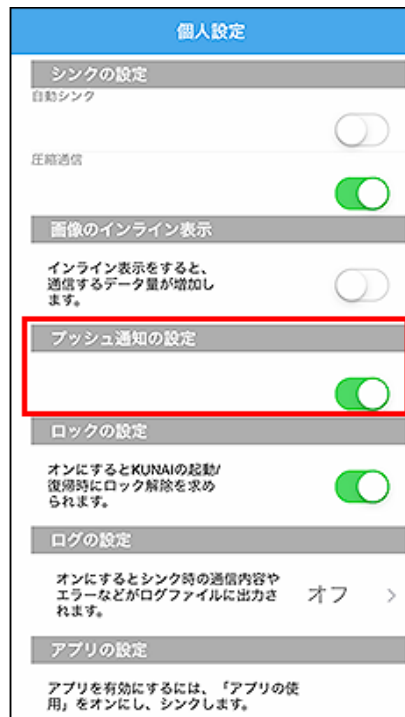 個人設定
シンクの設定
自動シンク
圧縮通信
画像のインライン表示
インライン表示をすると、
通信するデータ量が増加し
ます。
プッシュ通知の設定
ロックの設定
オンにするとKUNAIの起動/
復帰時にロック解除を求め
られます。
ログの設定
オンにするとシンク時の通信内容や
エラーなどがログファイルに出力さ
れます。
オフ
アプリの設定
アプリを有効にするには、「アプリの使
用」をオンにし、シンクします。